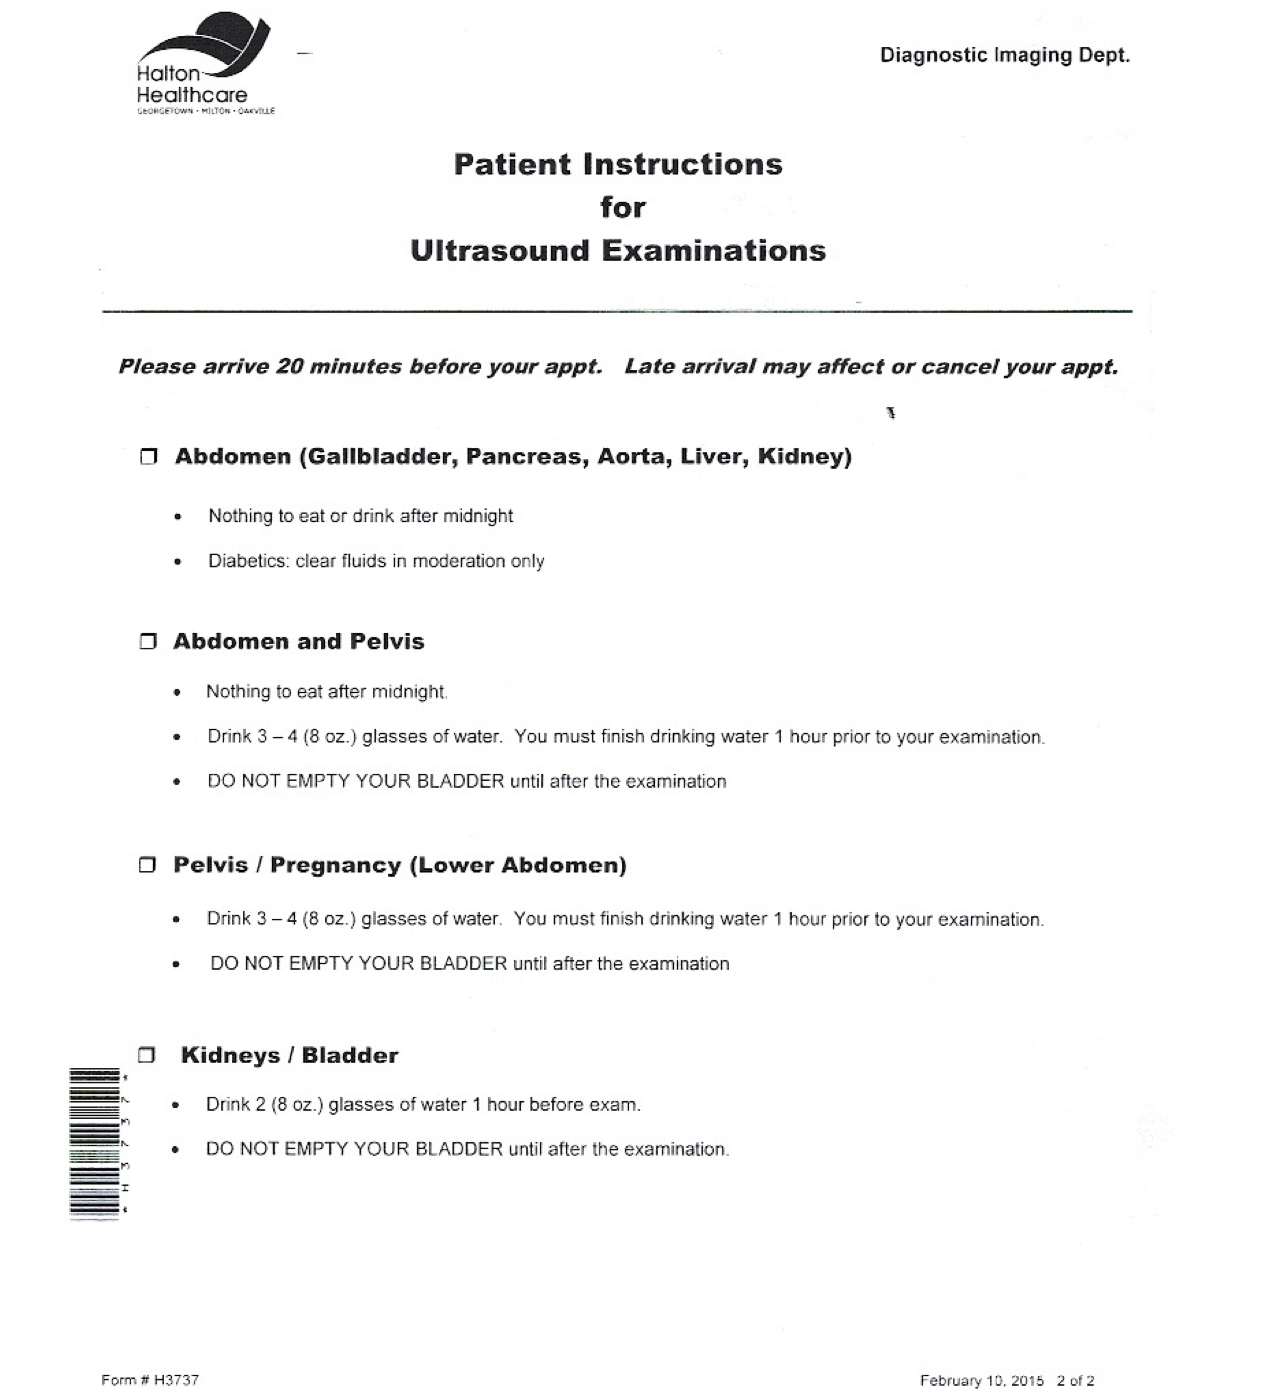 Halton
Healthcare
GEORGETOWN • MILTON • OAKVILLE
Diagnostic Imaging Dept.
Patient Instructions
for
Ultrasound Examinations
Please arrive 20 minutes before your appt. Late arrival may affect or cancel your appt.
❒ Abdomen (Gallbladder, Pancreas, Aorta, Liver, Kidney)
• Nothing to eat or drink after midnight
• Diabetics: clear fluids in moderation only
❒ Abdomen and Pelvis
• Nothing to eat after midnight.
• Drink 3 – 4 (8 oz.) glasses of water. You must finish drinking water 1 hour prior to your examination.
• DO NOT EMPTY YOUR BLADDER until after the examination
❒ Pelvis / Pregnancy (Lower Abdomen)
• Drink 3 – 4 (8 oz.) glasses of water. You must finish drinking water 1 hour prior to your examination.
• DO NOT EMPTY YOUR BLADDER until after the examination
❒ Kidneys / Bladder
• Drink 2 (8 oz.) glasses of water 1 hour before exam.
• DO NOT EMPTY YOUR BLADDER until after the examination.
*H3737*
Form # H3737
February 10, 2015 2 of 2